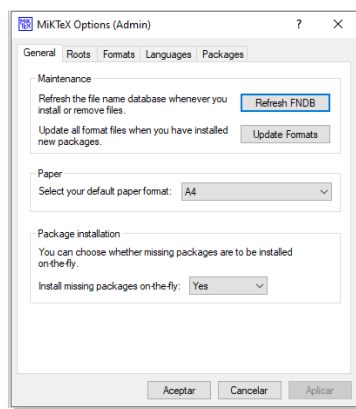 MiKTeX Options (Admin)
General Roots Formats Languages Packages
Maintenance
Refresh the file name database whenever you
install or remove files.
Refresh FNDB
Update all format files when you have installed
new packages.
Update Formats
Paper
Select your default paper format: A4
Package installation
You can choose whether missing packages are to be installed
on-the-fly.
Install missing packages on-the-fly: Yes
Aceptar Cancelar Aplicar